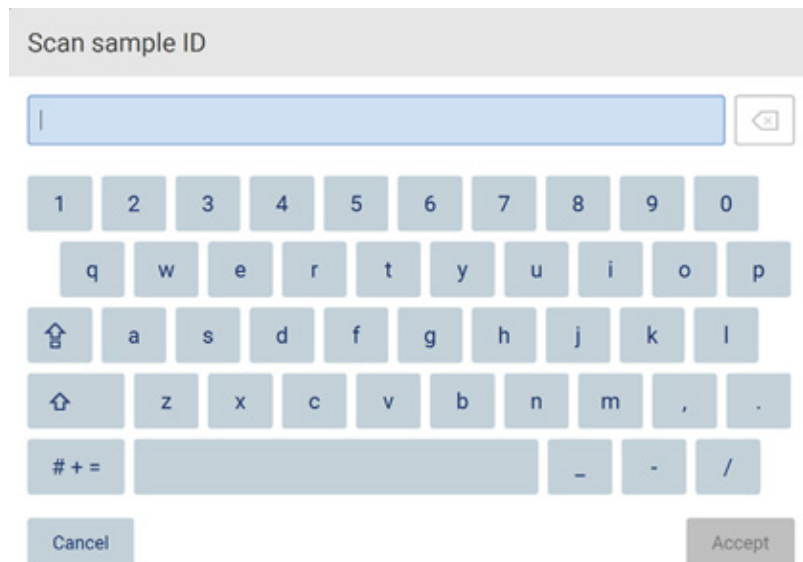 Scan sample ID
1 2 3 4 5 6 7 8 9 0
q w e r t y u i o p
a s d f g h j k l
z x c v b n m , .
# + = _ - /
Cancel Accept